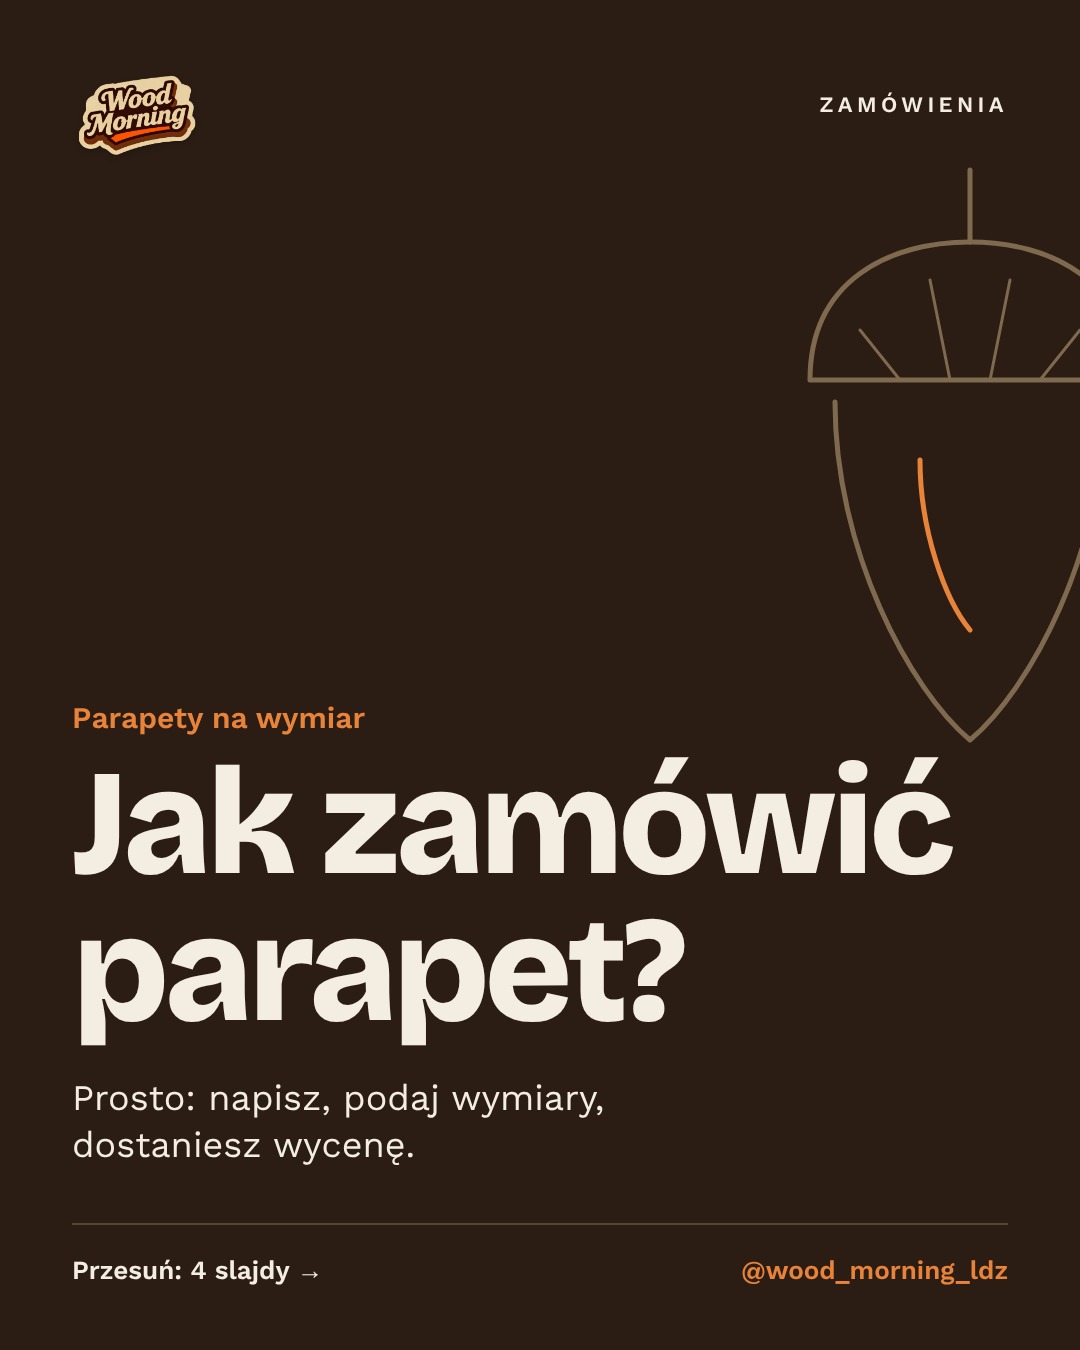 Wood
Morning
ZAMÓWIENIA
Parapety na wymiar
Jak zamówić
parapet?
Prosto: napisz, podaj wymiary,
dostaniesz wycenę.
Przesuń: 4 slajdy →
@wood_morning_ldz